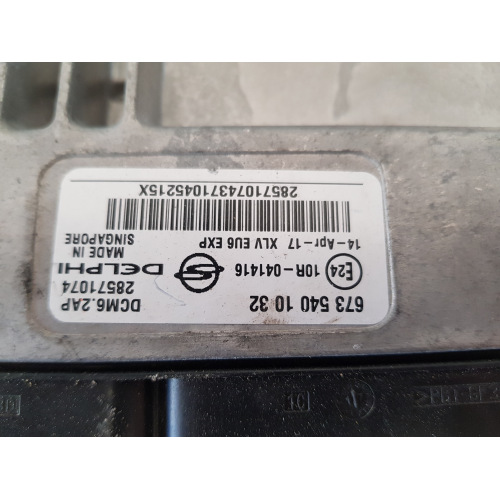 673 540 10 32 DCM6.2AP
28571074
E24 10R-041416 DELPHI
14-Apr-17 XLV EU6 EXP MADE IN
SINGAPORE
28571074371045215X
10